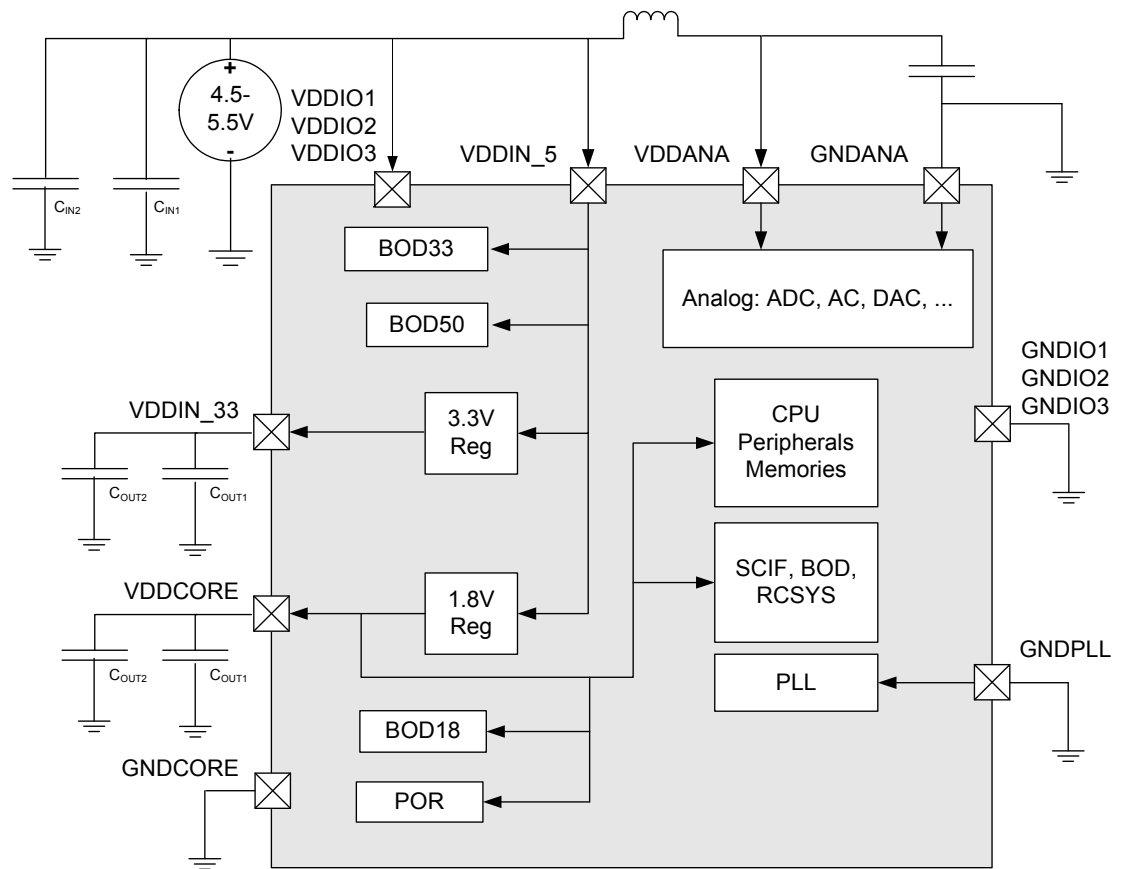 +
4.5-
5.5V
-
VDDIO1
VDDIO2
VDDIO3
VDDIN_5
VDDANA
GNDANA
CIN2
CIN1
BOD33
BOD50
Analog: ADC, AC, DAC, ...
GNDIO1
GNDIO2
GNDIO3
VDDIN_33
3.3V
Reg
CPU
Peripherals
Memories
COUT2
COUT1
VDDCORE
1.8V
Reg
SCIF, BOD,
RCSYS
COUT2
COUT1
GNDPLL
PLL
BOD18
GNDCORE
POR